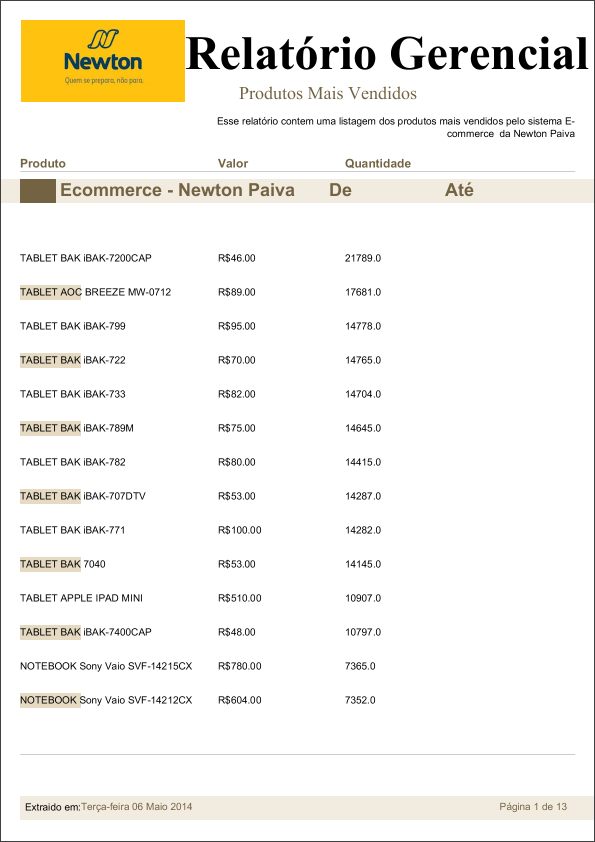 Newton
Quem se prepara, não para.
Relatório Gerencial
Produtos Mais Vendidos
Esse relatório contem uma listagem dos produtos mais vendidos pelo sistema E-
commerce da Newton Paiva
Produto Valor Quantidade
Ecommerce - Newton Paiva De Até
TABLET BAK iBAK-7200CAP R$46.00 21789.0
TABLET AOC BREEZE MW-0712 R$89.00 17681.0
TABLET BAK iBAK-799 R$95.00 14778.0
TABLET BAK iBAK-722 R$70.00 14765.0
TABLET BAK iBAK-733 R$82.00 14704.0
TABLET BAK iBAK-789M R$75.00 14645.0
TABLET BAK iBAK-782 R$80.00 14415.0
TABLET BAK iBAK-707DTV R$53.00 14287.0
TABLET BAK iBAK-771 R$100.00 14282.0
TABLET BAK 7040 R$53.00 14145.0
TABLET APPLE IPAD MINI R$510.00 10907.0
TABLET BAK iBAK-7400CAP R$48.00 10797.0
NOTEBOOK Sony Vaio SVF-14215CX R$780.00 7365.0
NOTEBOOK Sony Vaio SVF-14212CX R$604.00 7352.0
Extraido em:Terça-feira 06 Maio 2014 Página 1 de 13